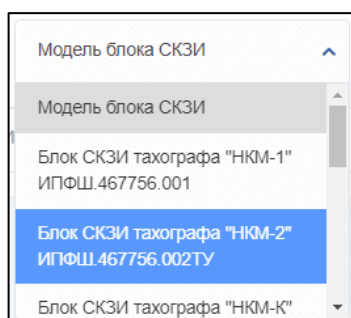 Модель блока СКЗИ
Модель блока СКЗИ
Блок СКЗИ тахографа "НКМ-1"
ИПФШ.467756.001
Блок СКЗИ тахографа "НКМ-2"
ИПФШ.467756.002ТУ
Блок СКЗИ тахографа "НКМ-К"